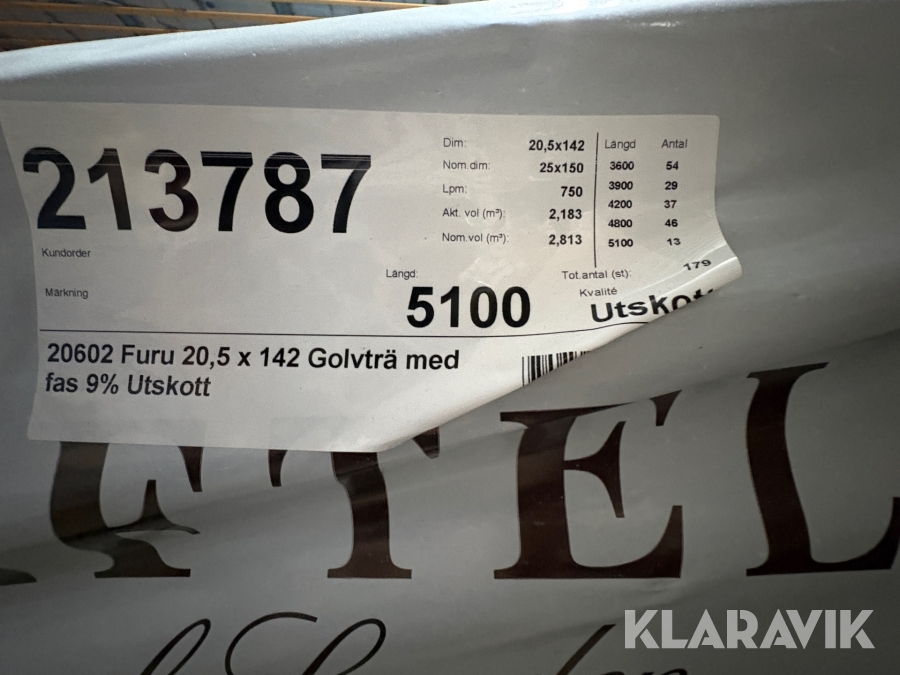 213787
Kundorder
Märkning
Dim: 20,5x142
Nom.dim: 25x150
Lpm: 750
Akt. vol (m³): 2,183
Nom.vol (m³): 2,813
Längd Antal
3600 54
3900 29
4200 37
4800 46
5100 13
Tot.antal (st): 179
Längd: 5100
Kvalité
Utskott
20602 Furu 20,5 x 142 Golvträ med
fas 9% Utskott
TEL
KLARAVIK